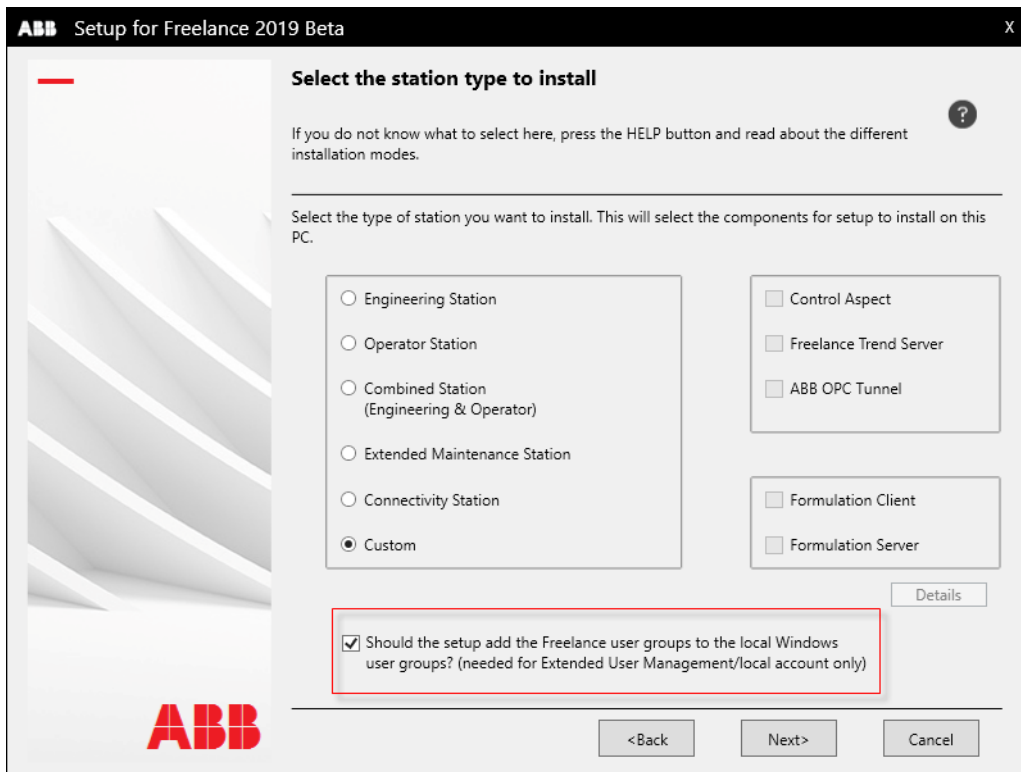 ABB Setup for Freelance 2019 Beta X
Select the station type to install
?
If you do not know what to select here, press the HELP button and read about the different
installation modes.
Select the type of station you want to install. This will select the components for setup to install on this
PC.
Engineering Station
Operator Station
Combined Station
(Engineering & Operator)
Extended Maintenance Station
Connectivity Station
Custom
Control Aspect
Freelance Trend Server
ABB OPC Tunnel
Formulation Client
Formulation Server
Details
Should the setup add the Freelance user groups to the local Windows
user groups? (needed for Extended User Management/local account only)
ABB
<Back
Next>
Cancel